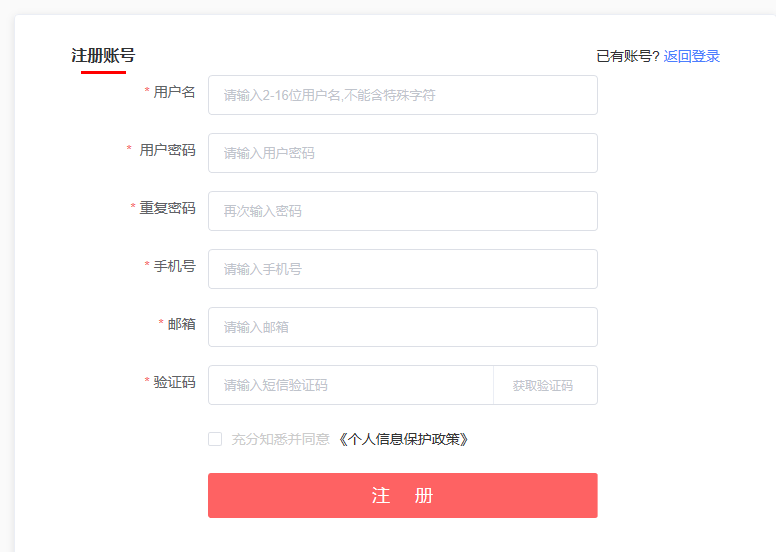 注册账号
已有账号? 返回登录
* 用户名 请输入2-16位用户名,不能含特殊字符
* 用户密码 请输入用户密码
* 重复密码 再次输入密码
* 手机号 请输入手机号
* 邮箱 请输入邮箱
* 验证码 请输入短信验证码 获取验证码
充分知悉并同意 《个人信息保护政策》
注 册